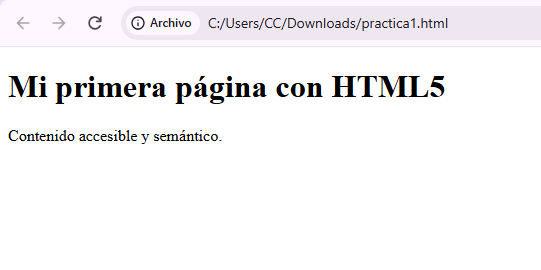 Archivo C:/Users/CC/Downloads/practica1.html
Mi primera página con HTML5
Contenido accesible y semántico.